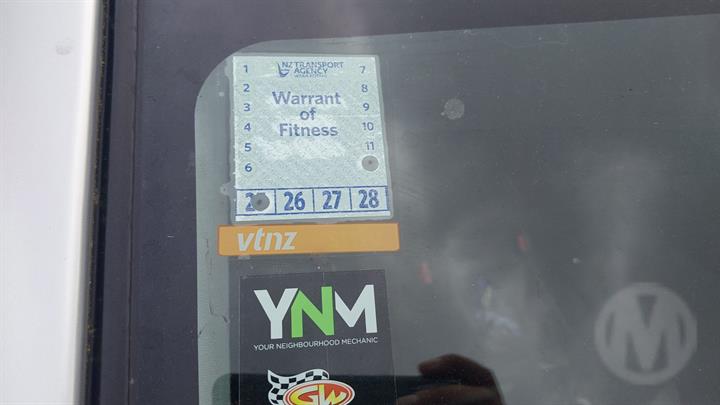 1 NZ TRANSPORT 7
AGENCY
2 8
Warrant
3 9
of
4 10
Fitness
5 11
6
26 27 28
vtnz
YNM
YOUR NEIGHBOURHOOD MECHANIC
GW
M